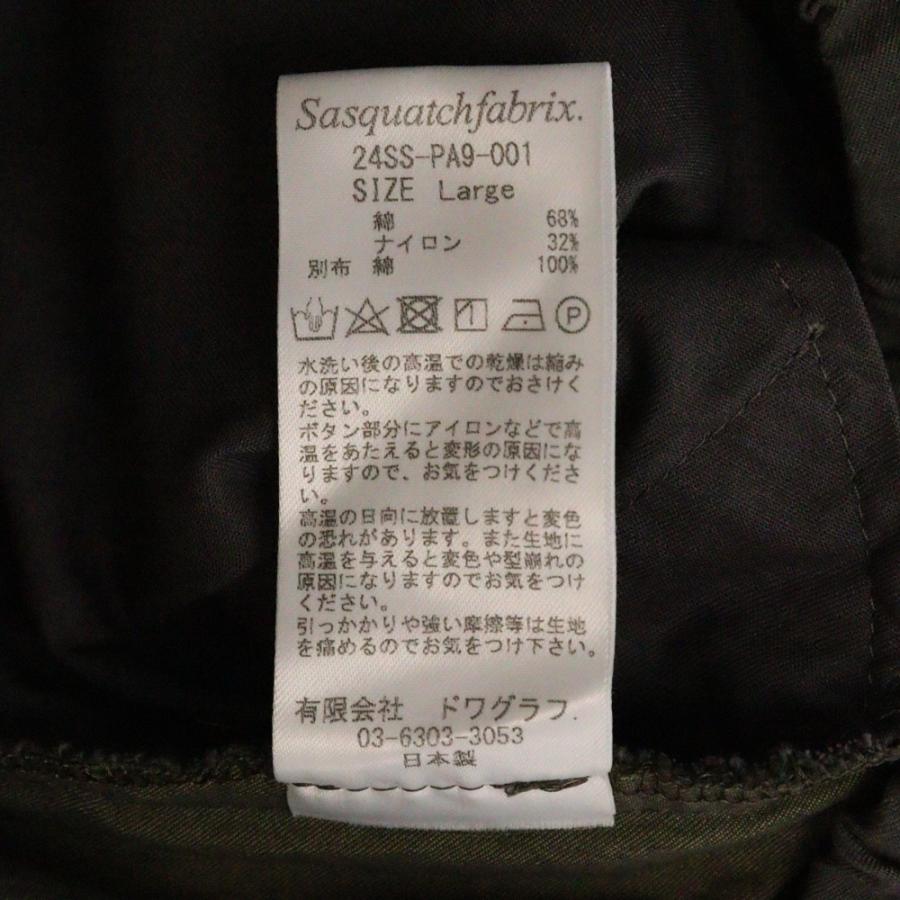 Sasquatchfabrix.
24SS-PA9-001
SIZE Large
綿 68%
ナイロン 32%
別布 綿 100%
P
水洗い後の高温での乾燥は縮み
の原因になりますのでおさけく
ださい。
ボタン部分にアイロンなどで高
温をあたえると変形の原因にな
りますので、お気をつけくださ
い。
高温の日向に放置しますと変色
の恐れがあります。また生地に
高温を与えると変色や型崩れの
原因になりますのでお気をつけ
ください。
引っかかりや強い摩擦等は生地
を痛めるのでお気をつけ下さい。
有限会社 ドワグラフ.
03-6303-3053
日本製